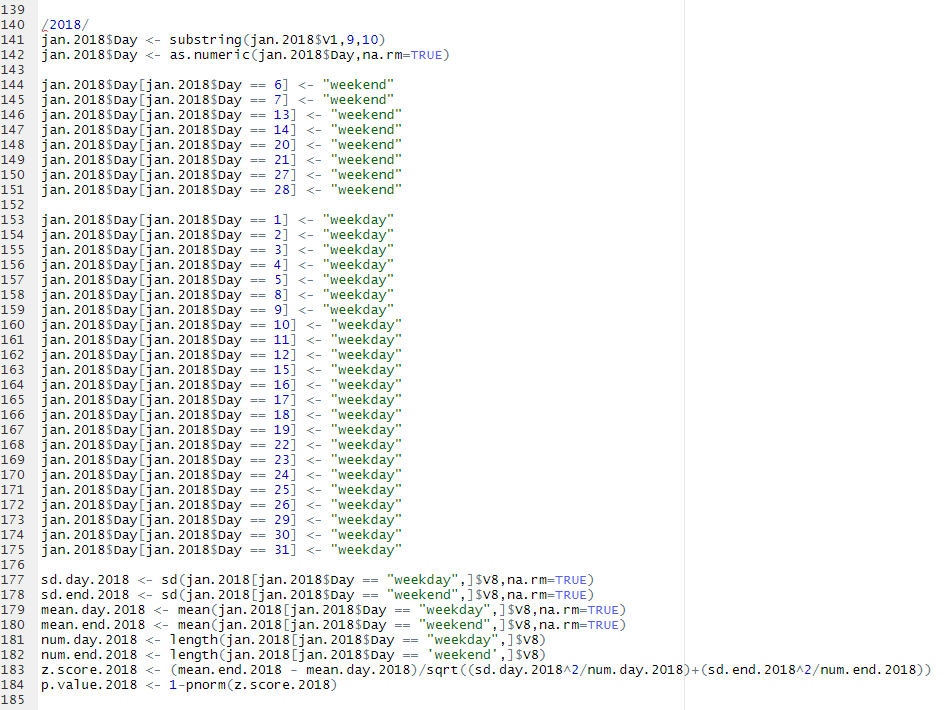 139
140 /2018/
141 jan.2018$Day <- substring(jan.2018$V1,9,10)
142 jan.2018$Day <- as.numeric(jan.2018$Day,na.rm=TRUE)
143
144 jan.2018$Day[jan.2018$Day == 6] <- "weekend"
145 jan.2018$Day[jan.2018$Day == 7] <- "weekend"
146 jan.2018$Day[jan.2018$Day == 13] <- "weekend"
147 jan.2018$Day[jan.2018$Day == 14] <- "weekend"
148 jan.2018$Day[jan.2018$Day == 20] <- "weekend"
149 jan.2018$Day[jan.2018$Day == 21] <- "weekend"
150 jan.2018$Day[jan.2018$Day == 27] <- "weekend"
151 jan.2018$Day[jan.2018$Day == 28] <- "weekend"
152
153 jan.2018$Day[jan.2018$Day == 1] <- "weekday"
154 jan.2018$Day[jan.2018$Day == 2] <- "weekday"
155 jan.2018$Day[jan.2018$Day == 3] <- "weekday"
156 jan.2018$Day[jan.2018$Day == 4] <- "weekday"
157 jan.2018$Day[jan.2018$Day == 5] <- "weekday"
158 jan.2018$Day[jan.2018$Day == 8] <- "weekday"
159 jan.2018$Day[jan.2018$Day == 9] <- "weekday"
160 jan.2018$Day[jan.2018$Day == 10] <- "weekday"
161 jan.2018$Day[jan.2018$Day == 11] <- "weekday"
162 jan.2018$Day[jan.2018$Day == 12] <- "weekday"
163 jan.2018$Day[jan.2018$Day == 15] <- "weekday"
164 jan.2018$Day[jan.2018$Day == 16] <- "weekday"
165 jan.2018$Day[jan.2018$Day == 17] <- "weekday"
166 jan.2018$Day[jan.2018$Day == 18] <- "weekday"
167 jan.2018$Day[jan.2018$Day == 19] <- "weekday"
168 jan.2018$Day[jan.2018$Day == 22] <- "weekday"
169 jan.2018$Day[jan.2018$Day == 23] <- "weekday"
170 jan.2018$Day[jan.2018$Day == 24] <- "weekday"
171 jan.2018$Day[jan.2018$Day == 25] <- "weekday"
172 jan.2018$Day[jan.2018$Day == 26] <- "weekday"
173 jan.2018$Day[jan.2018$Day == 29] <- "weekday"
174 jan.2018$Day[jan.2018$Day == 30] <- "weekday"
175 jan.2018$Day[jan.2018$Day == 31] <- "weekday"
176
177 sd.day.2018 <- sd(jan.2018[jan.2018$Day == "weekday",]$V8,na.rm=TRUE)
178 sd.end.2018 <- sd(jan.2018[jan.2018$Day == "weekend",]$V8,na.rm=TRUE)
179 mean.day.2018 <- mean(jan.2018[jan.2018$Day == "weekday",]$V8,na.rm=TRUE)
180 mean.end.2018 <- mean(jan.2018[jan.2018$Day == "weekend",]$V8,na.rm=TRUE)
181 num.day.2018 <- length(jan.2018[jan.2018$Day == "weekday",]$V8)
182 num.end.2018 <- length(jan.2018[jan.2018$Day == 'weekend',]$V8)
183 z.score.2018 <- (mean.end.2018 - mean.day.2018)/sqrt((sd.day.2018^2/num.day.2018)+(sd.end.2018^2/num.end.2018))
184 p.value.2018 <- 1-pnorm(z.score.2018)
185